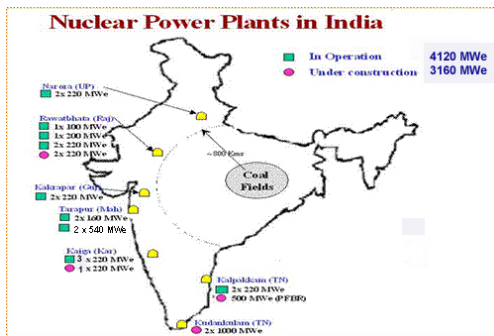 Nuclear Power Plants in India
In Operation 4120 MWe
Under construction 3160 MWe
Narora (UP)
2x 220 MWe
Rawatbhata (Raj)
1x 100 MWe
1x 200 MWe
2x 220 MWe
2x 220 MWe
~800 Kms
Coal
Fields
Kakrapar (Guj)
2x 220 MWe
Tarapur (Mah)
2x 160 MWe
2 x 540 MWe
Kaiga (Kar)
3 x 220 MWe
1 x 220 MWe
Kalpakkam (TN)
2x 220 MWe
500 MWe (PFBR)
Kudankulam (TN)
2x 1000 MWe